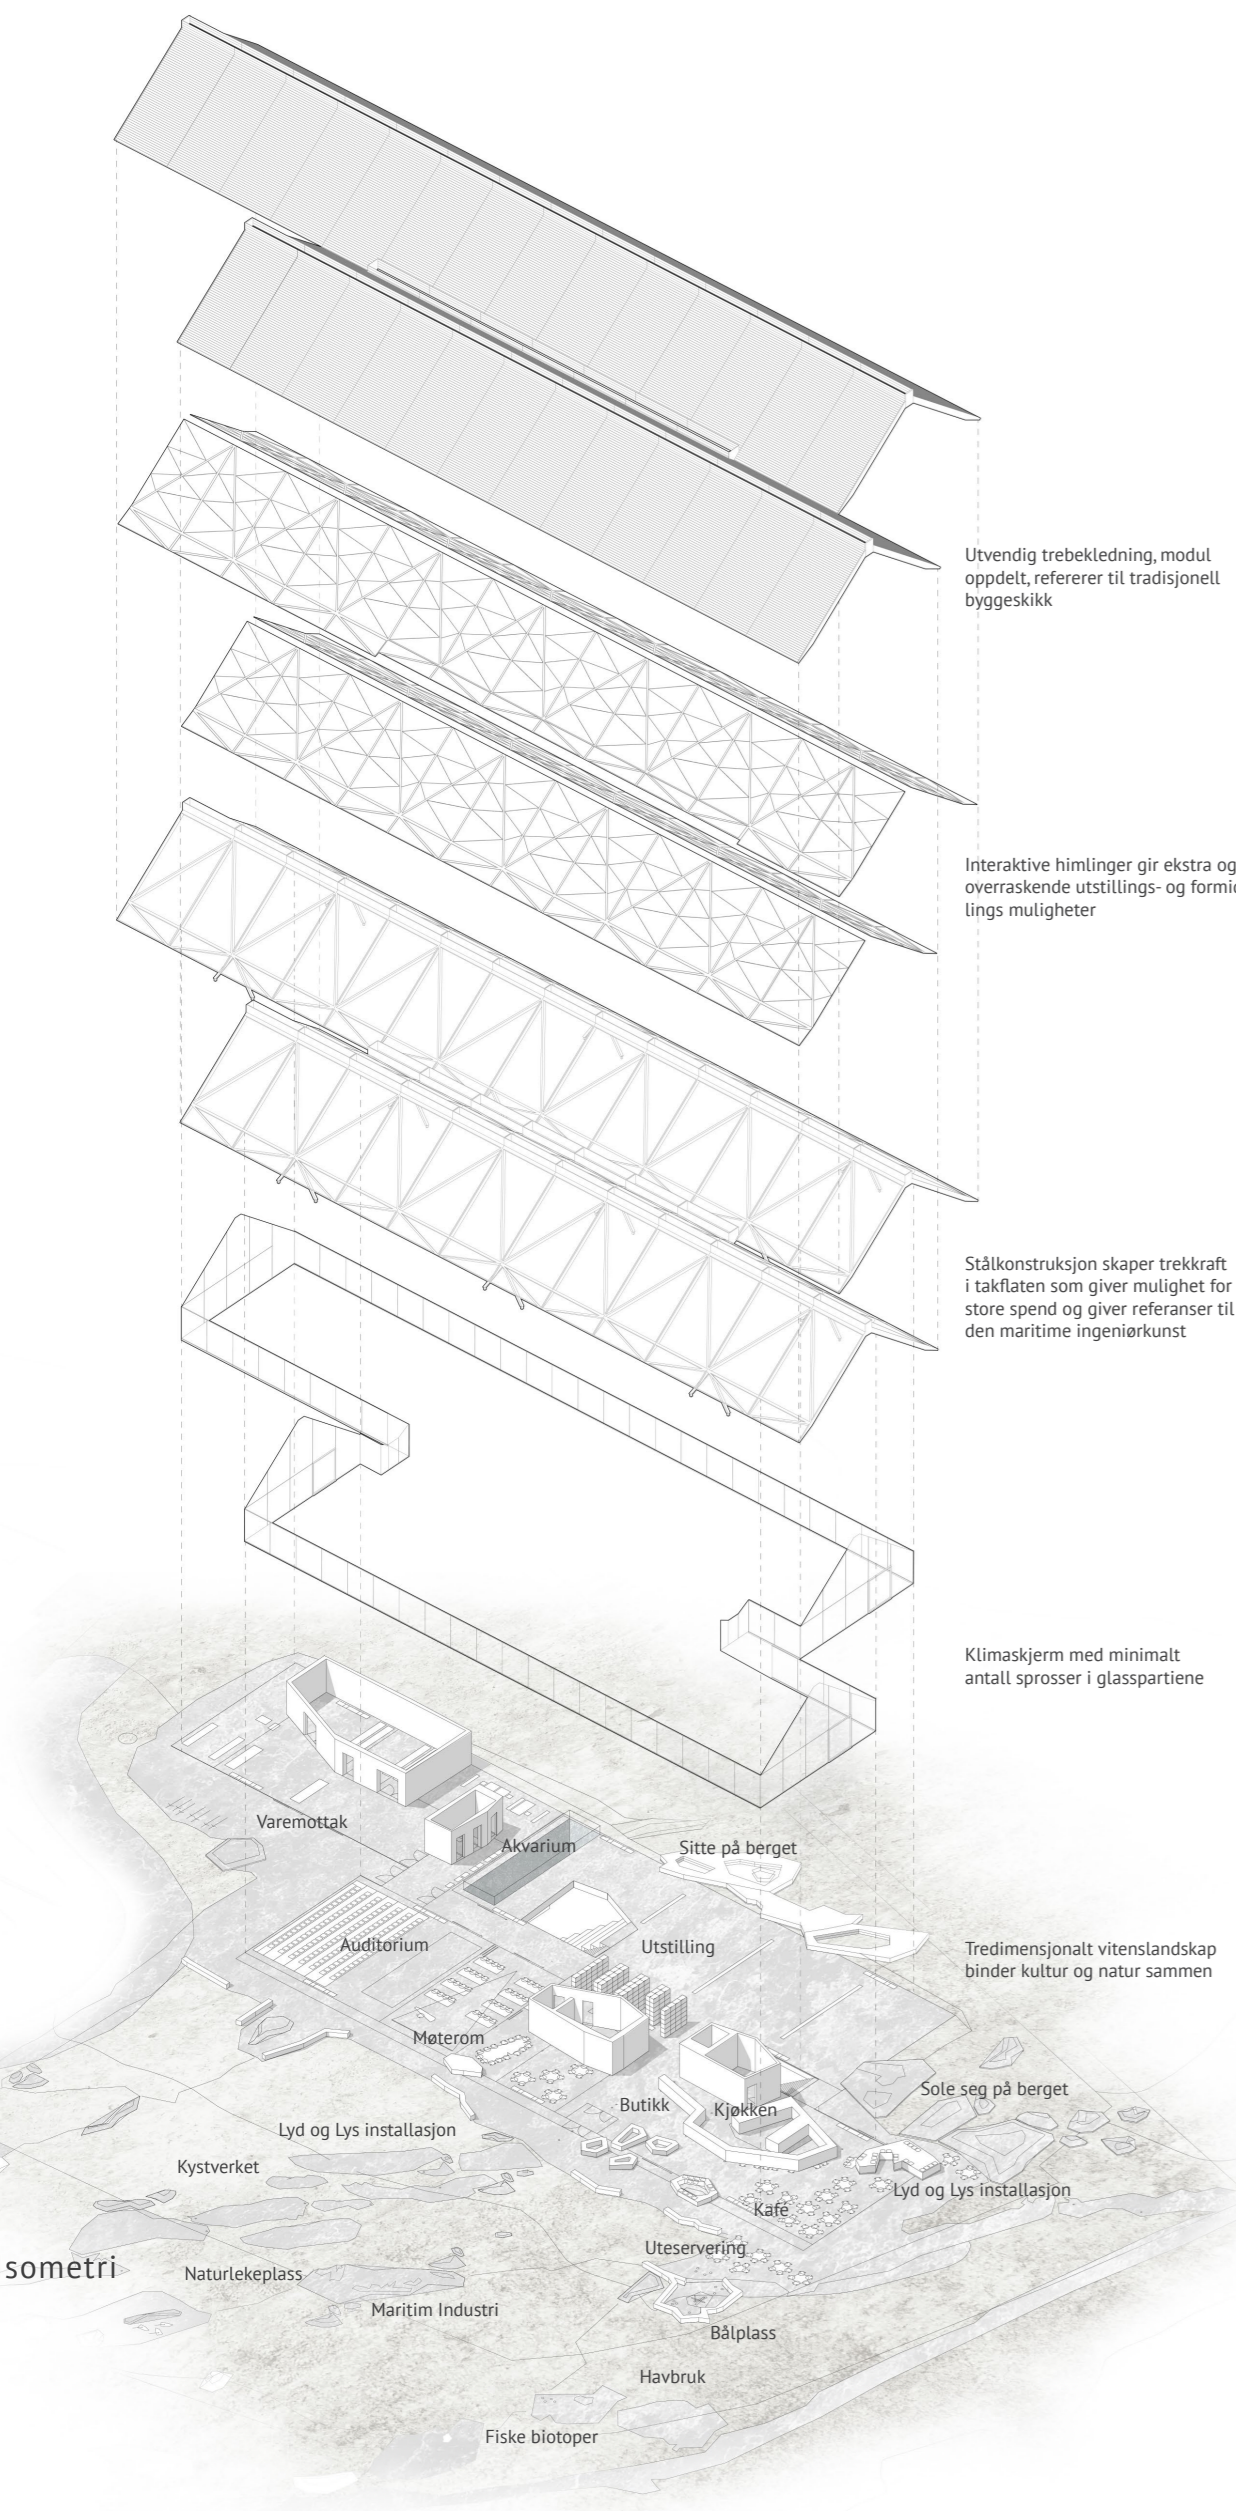 Utvendig trebekledning, modul
oppdelt, refererer til tradisjonell
byggeskikk
Interaktive himlinger gir ekstra og
overraskende utstillings- og formid
lings muligheter
Stålkonstruksjon skaper trekkraft
i takflaten som giver mulighet for
store spend og giver referanser til
den maritime ingeniørkunst
Klimaskjerm med minimalt
antall sprosser i glasspartiene
Varemottak
Akvarium
Sitte på berget
Auditorium
Utstilling
Tredimensjonalt vitenslandskap
binder kultur og natur sammen
Møterom
Sole seg på berget
Butikk
Kjøkken
Lyd og Lys installasjon
Kystverket
Lyd og Lys installasjon
Kafé
Uteservering
sometri
Naturlekeplass
Maritim Industri
Bålplass
Havbruk
Fiske biotoper